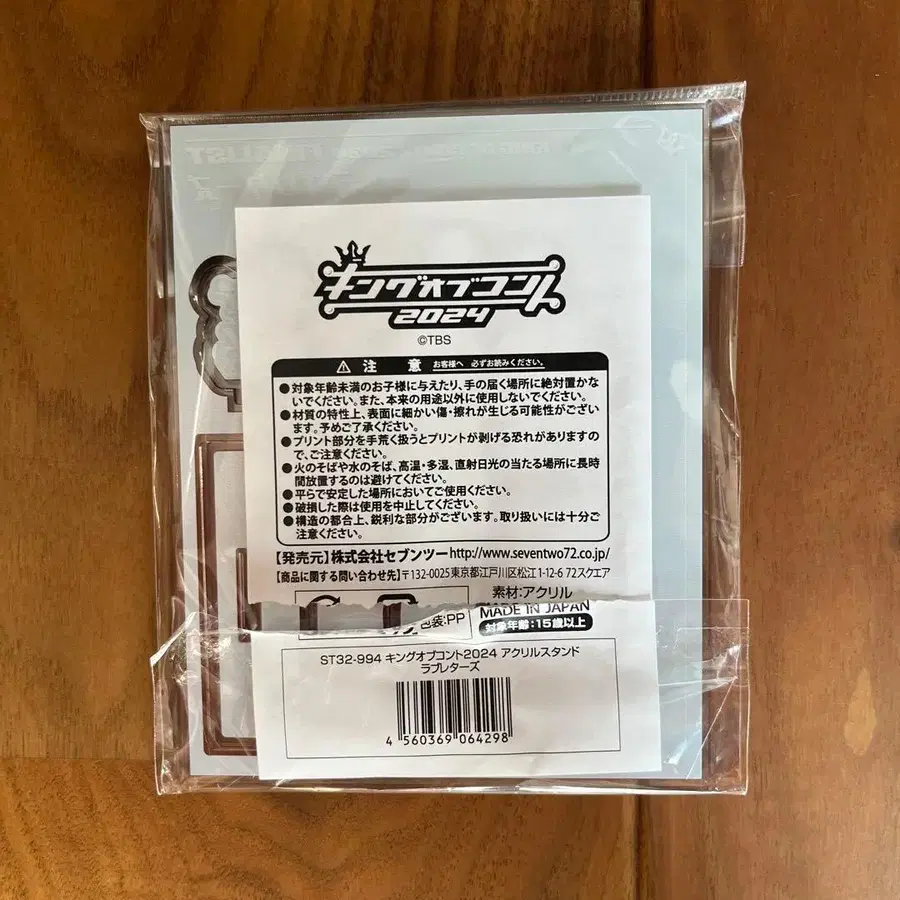 FINALIST
キングオブコント
2024
©TBS
⚠ 注 意 お客様へ 必ずお読みください。
●対象年齢未満のお子様に与えたり、手の届く場所に絶対置かな
いでください。また、本来の用途以外に使用しないでください。
●材質の特性上、表面に細かい傷・擦れが生じる可能性がござい
ます。予めご了承ください。
●プリント部分を手荒く扱うとプリントが剥げる恐れがありますの
で、ご注意ください。
●火のそばや水のそば、高温・多湿、直射日光の当たる場所に長時
間放置するのは避けてください。
●平らで安定した場所においてご使用ください。
●破損した際は使用を中止してください。
●構造の都合上、鋭利な部分がございます。取り扱いには十分ご
注意ください。
【発売元】株式会社セブンツーhttp://www.seventwo72.co.jp/
【商品に関する問い合わせ先】〒132-0025東京都江戸川区松江1-12-6 72スクエア
素材:アクリル
包装:PP
MADE IN JAPAN
対象年齢:15歳以上
ST32-994 キングオブコント2024 アクリルスタンド
ラブレターズ
4 560369 064298